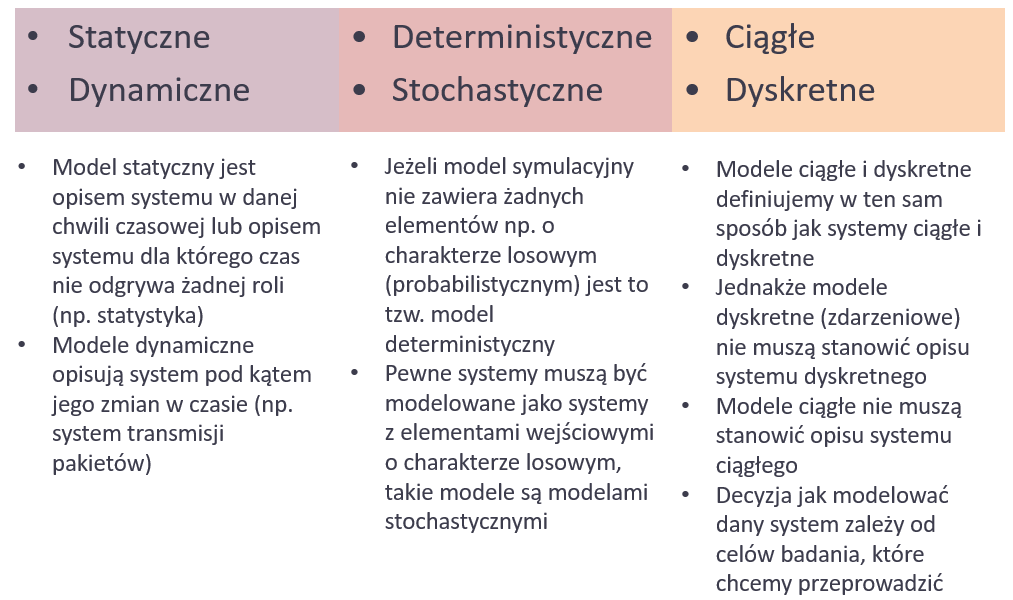 • Statyczne
• Dynamiczne
• Deterministyczne
• Stochastyczne
• Ciągłe
• Dyskretne
• Model statyczny jest
opisem systemu w danej
chwili czasowej lub opisem
systemu dla którego czas
nie odgrywa żadnej roli
(np. statystyka)
• Modele dynamiczne
opisują system pod kątem
jego zmian w czasie (np.
system transmisji
pakietów)
• Jeżeli model symulacyjny
nie zawiera żadnych
elementów np. o
charakterze losowym
(probabilistycznym) jest to
tzw. model
deterministyczny
• Pewne systemy muszą być
modelowane jako systemy
z elementami wejściowymi
o charakterze losowym,
takie modele są modelami
stochastycznymi
• Modele ciągłe i dyskretne
definiujemy w ten sam
sposób jak systemy ciągłe i
dyskretne
• Jednakże modele
dyskretne (zdarzeniowe)
nie muszą stanowić opisu
systemu dyskretnego
• Modele ciągłe nie muszą
stanowić opisu systemu
ciągłego
• Decyzja jak modelować
dany system zależy od
celów badania, które
chcemy przeprowadzić